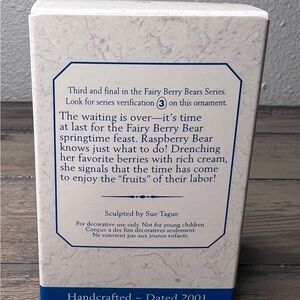 Third and final in the Fairy Berry Bears Series.
Look for series verification 3 on this ornament.
The waiting is over—it's time
at last for the Fairy Berry Bear
springtime feast. Raspberry Bear
knows just what to do! Drenching
her favorite berries with rich cream,
she signals that the time has come
to enjoy the "fruits" of their labor!
Sculpted by Sue Tague
For decorative use only. Not for young children.
Conçue à des fins décoratives seulement.
Ne convient pas aux jeunes enfants.
Handcrafted ~ Dated 2001